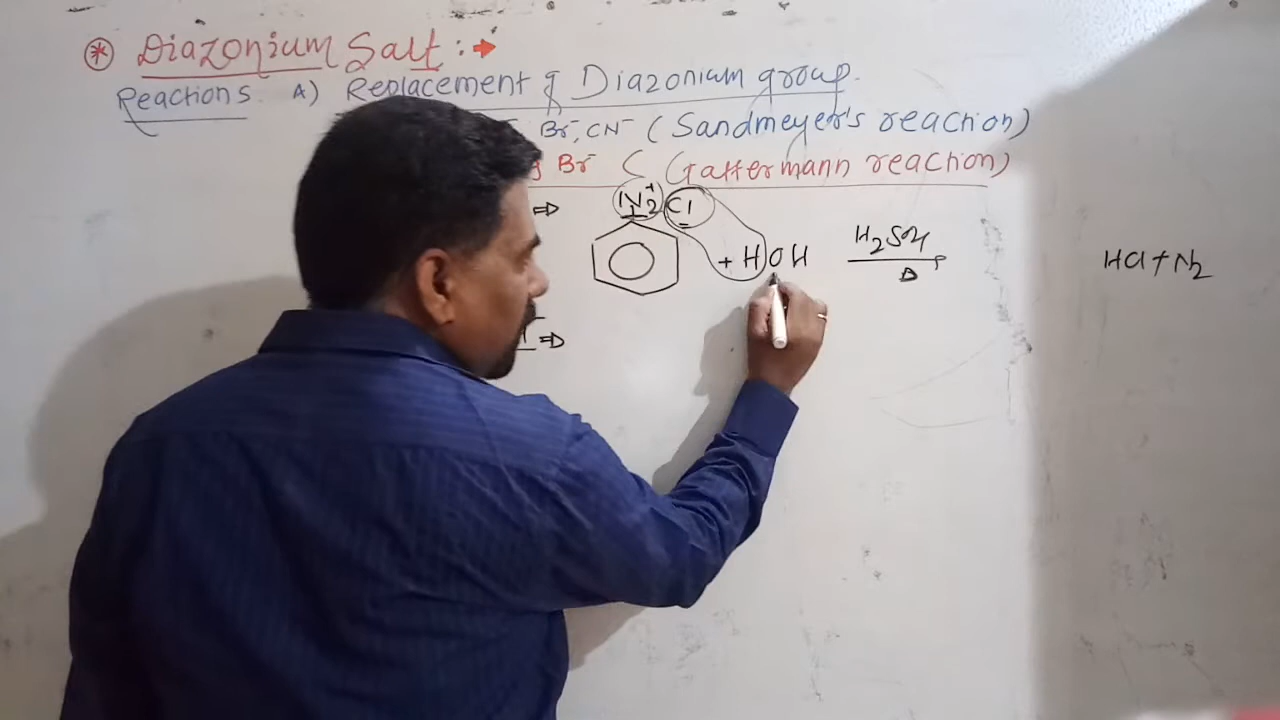 * Diazonium Salt :→
Reactions. A) Replacement of Diazonium group.
Br⁻, CN⁻ (Sandmeyer's reaction)
g Br⁻ ( (Gattermann reaction)
⇒ N₂⁺ Cl
+ H O H H₂SO₄ Δ HCl + N₂
⇒